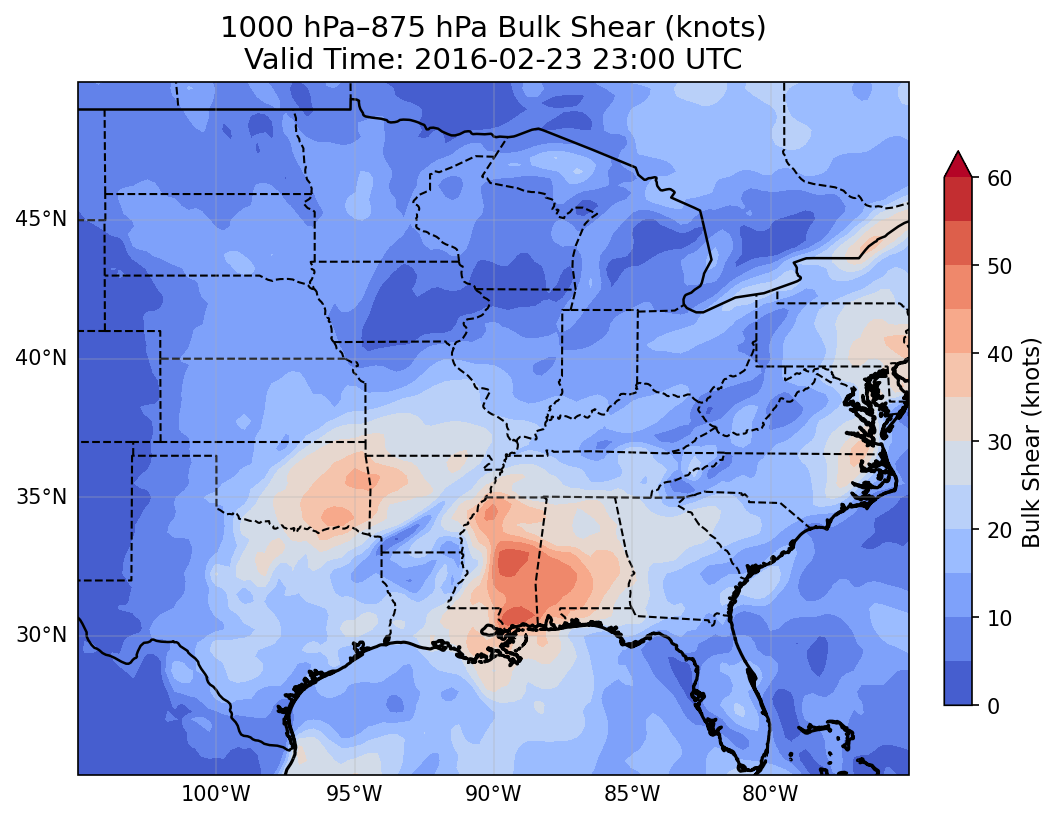 1000 hPa–875 hPa Bulk Shear (knots)
Valid Time: 2016-02-23 23:00 UTC
45°N
40°N
35°N
30°N
100°W
95°W
90°W
85°W
80°W
60
50
40
30
20
10
0
Bulk Shear (knots)